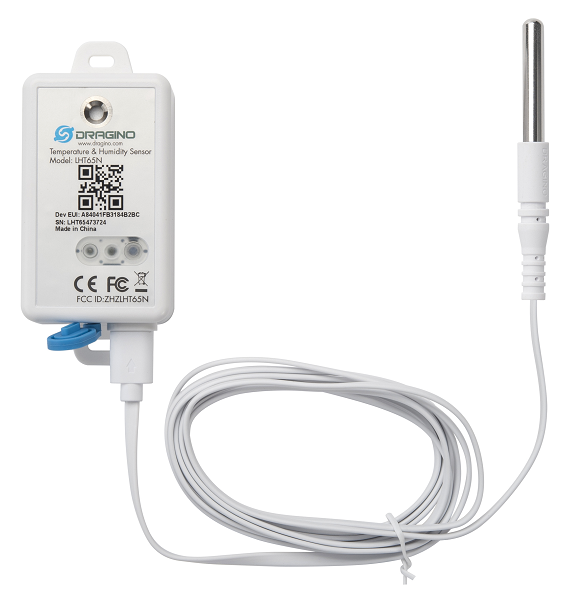 DRAGINO
www.dragino.com
Temperature & Humidity Sensor
Model: LHT65N
Dev EUI: A84041FB3184B2BC
SN: LHT65473724
Made in China
CE FC
FCC ID:ZHZLHT65N